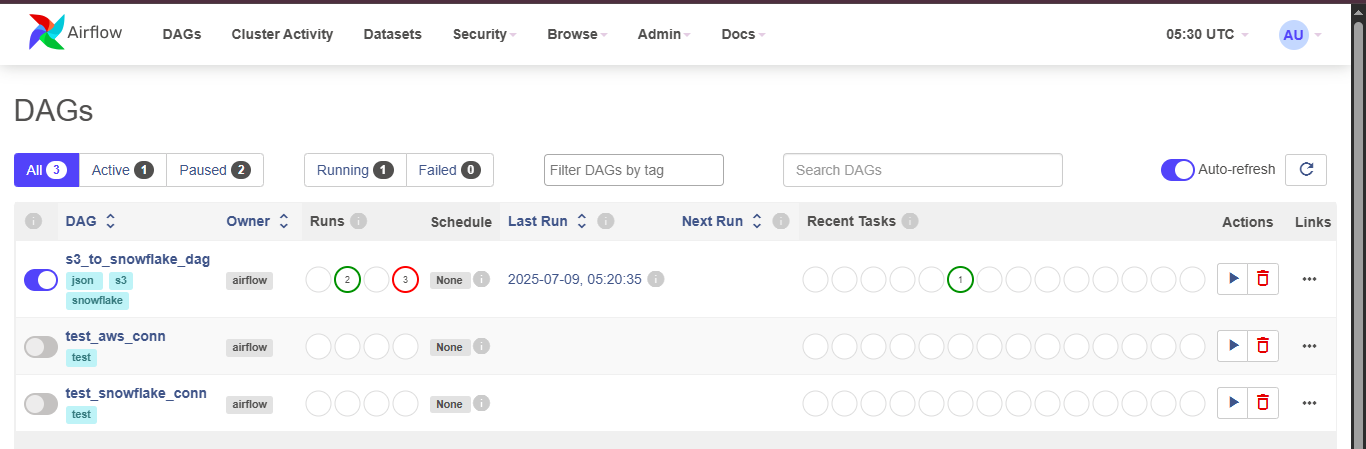 Airflow DAGs Cluster Activity Datasets Security Browse Admin Docs 05:30 UTC AU
DAGs
All 3 Active 1 Paused 2 Running 1 Failed 0 Filter DAGs by tag Search DAGs Auto-refresh
i DAG Owner Runs i Schedule Last Run i Next Run i Recent Tasks i Actions Links
s3_to_snowflake_dag
json s3
snowflake
airflow 2 3 None i 2025-07-09, 05:20:35 i 1
test_aws_conn
test
airflow None i
test_snowflake_conn
test
airflow None i